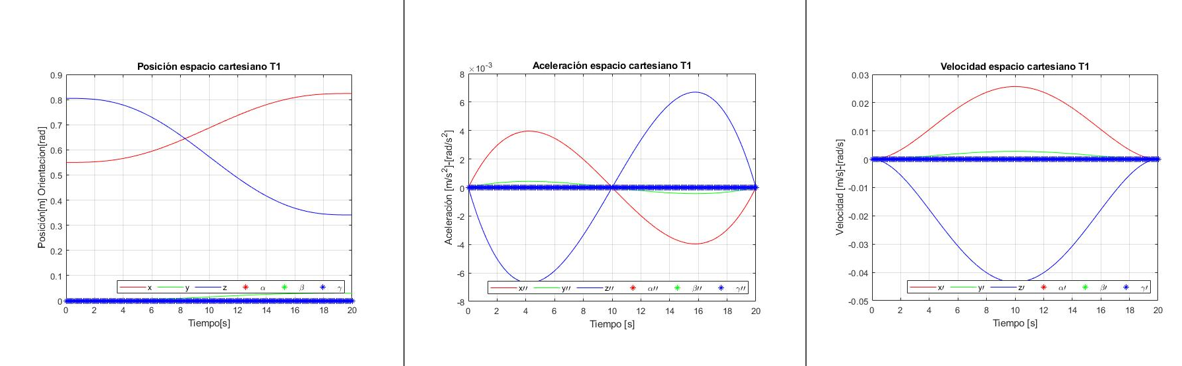 Posición espacio cartesiano T1
Posición[m] Orientacion[rad]
0.9
0.8
0.7
0.6
0.5
0.4
0.3
0.2
0.1
0
0 2 4 6 8 10 12 14 16 18 20
x y z α β γ
Tiempo[s]
Aceleración espacio cartesiano T1
×10⁻³
Aceleración [m/s²]-[rad/s²]
8
6
4
2
0
-2
-4
-6
-8
0 2 4 6 8 10 12 14 16 18 20
x′′ y′′ z′′ α′′ β′′ γ′′
Tiempo [s]
Velocidad espacio cartesiano T1
Velocidad [m/s]-[rad/s]
0.03
0.02
0.01
0
-0.01
-0.02
-0.03
-0.04
-0.05
0 2 4 6 8 10 12 14 16 18 20
x′ y′ z′ α′ β′ γ′
Tiempo [s]